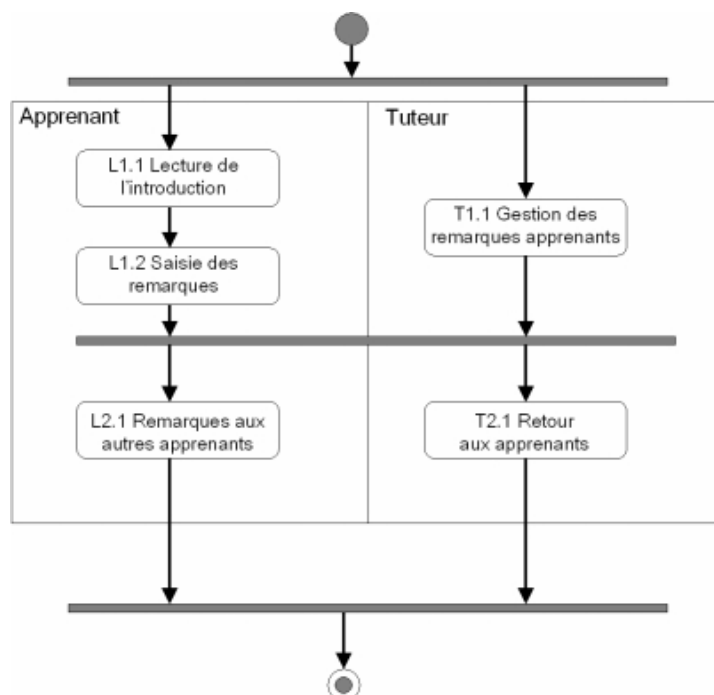 Apprenant
Tuteur
L1.1 Lecture de
l'introduction
T1.1 Gestion des
remarques apprenants
L1.2 Saisie des
remarques
L2.1 Remarques aux
autres apprenants
T2.1 Retour
aux apprenants